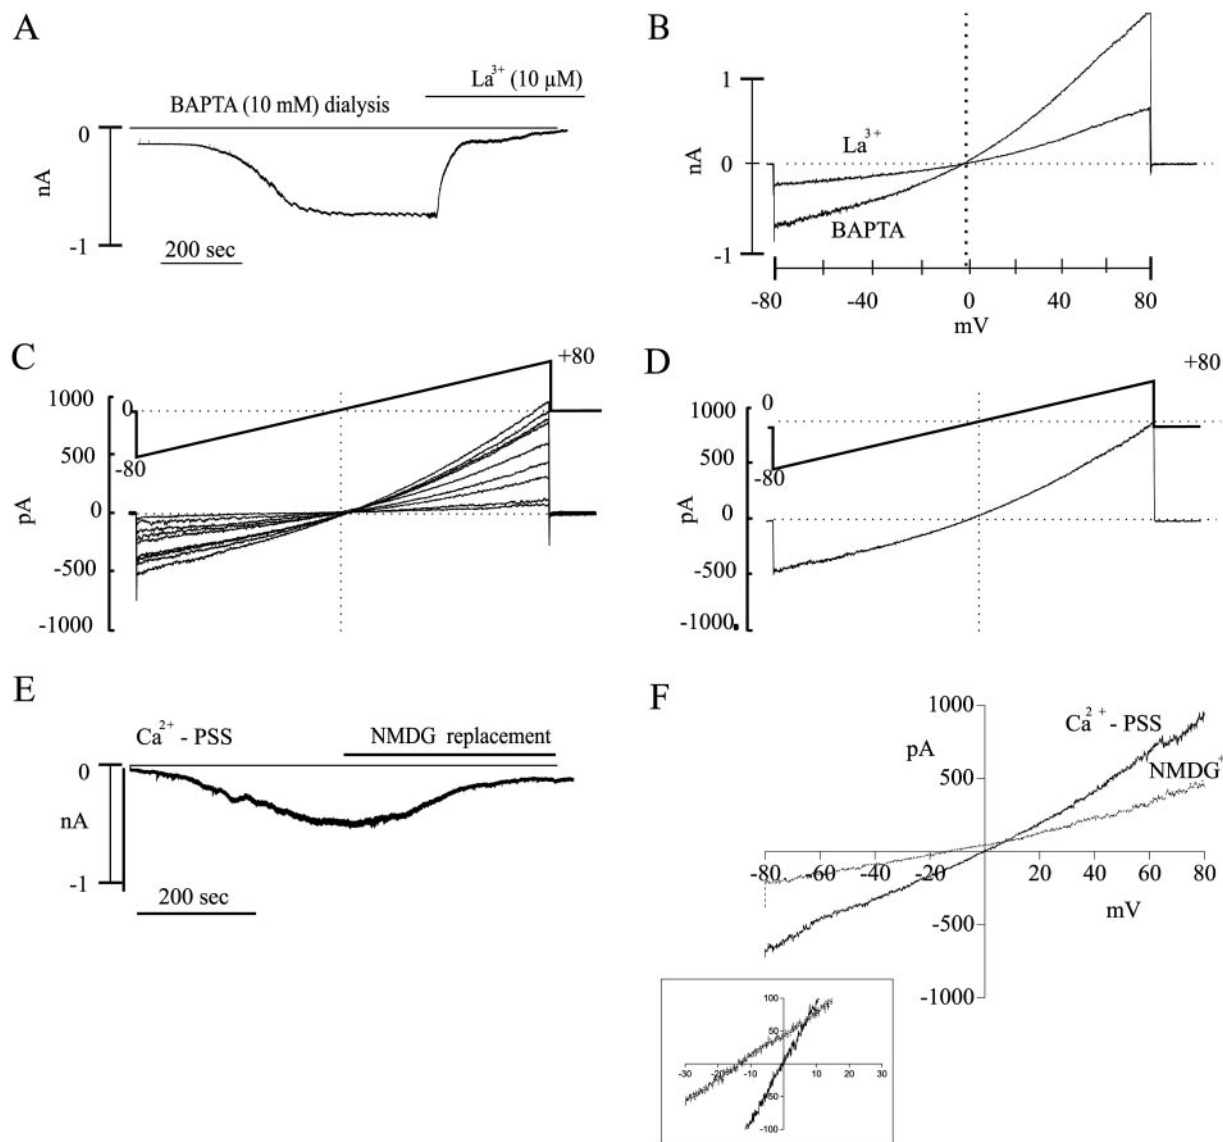 A
BAPTA (10 mM) dialysis
La³⁺ (10 µM)
0
nA
-1
200 sec
B
1
nA
0
-1
La³⁺
BAPTA
-80
-40
0
40
80
mV
C
+80
1000
0
500
-80
pA
0
-500
-1000
D
+80
1000
0
500
-80
pA
0
-500
-1000
E
Ca²⁺ - PSS
NMDG replacement
0
nA
-1
200 sec
F
1000
Ca²⁺ - PSS
pA
NMDG⁺
500
-80 -60 -40 -20 20 40 60 80
mV
-500
-1000
100
50
-30 -20 -10 10 20 30
-50
-100